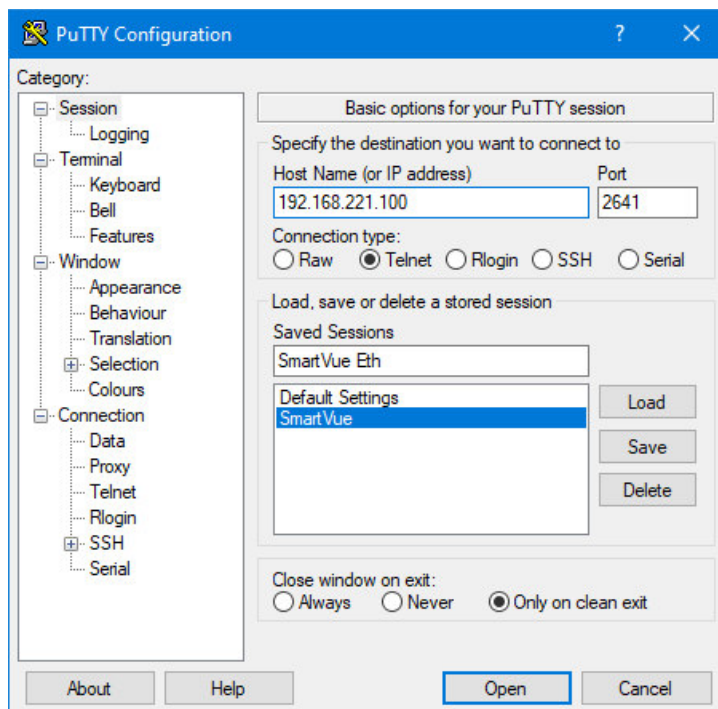 PuTTY Configuration ? ×
Category:
Session
Logging
Terminal
Keyboard
Bell
Features
Window
Appearance
Behaviour
Translation
Selection
Colours
Connection
Data
Proxy
Telnet
Rlogin
SSH
Serial
Basic options for your PuTTY session
Specify the destination you want to connect to
Host Name (or IP address) Port
192.168.221.100 2641
Connection type:
Raw Telnet Rlogin SSH Serial
Load, save or delete a stored session
Saved Sessions
SmartVue Eth
Default Settings
SmartVue
Load
Save
Delete
Close window on exit:
Always Never Only on clean exit
About Help Open Cancel